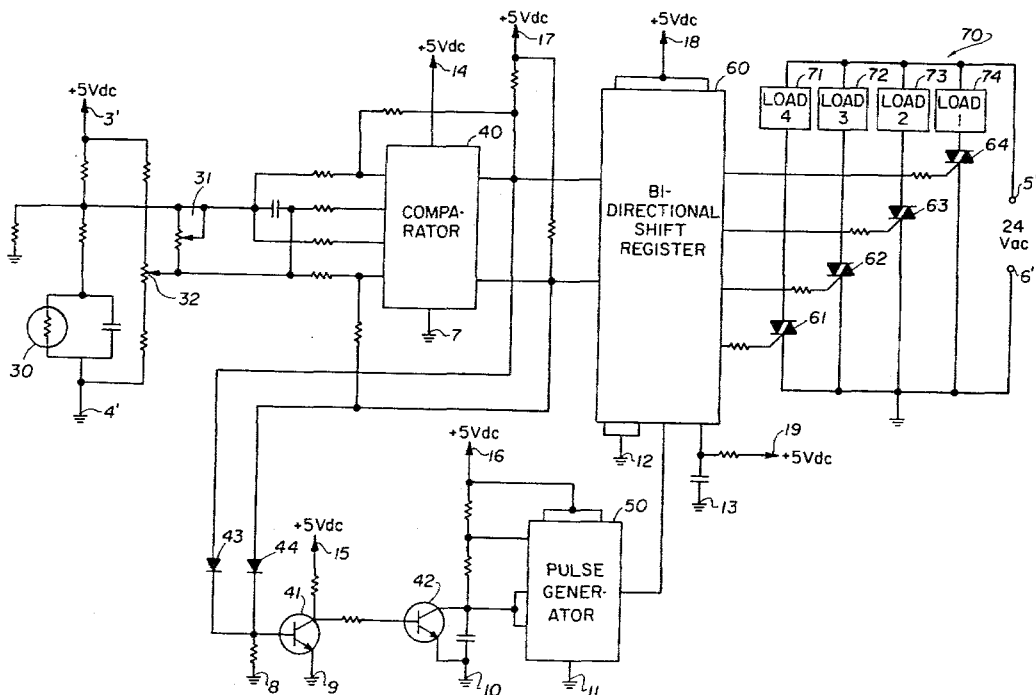 +5Vdc
17
+5Vdc
14
+5Vdc
18
70
+5Vdc
3'
40
60
71
72
73
74
LOAD
4
LOAD
3
LOAD
2
LOAD
1
64
31
COMPA-
RATOR
BI-
DIRECTIONAL
SHIFT
REGISTER
63
5'
24
Vac
6'
32
62
61
30
7
4'
+5Vdc
16
12
19
+5Vdc
13
43
44
+5Vdc
15
50
41
42
PULSE
GENER-
ATOR
8
9
10
11